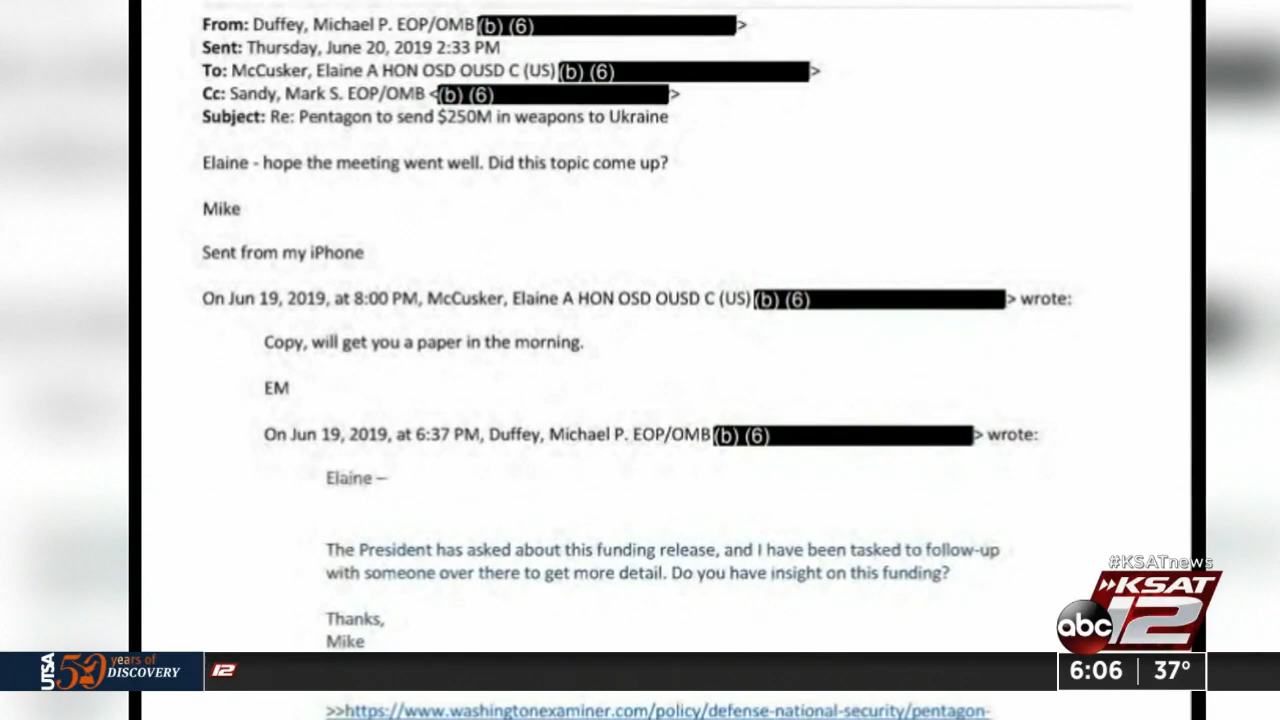 From: Duffey, Michael P. EOP/OMB (b) (6) >
Sent: Thursday, June 20, 2019 2:33 PM
To: McCusker, Elaine A HON OSD OUSD C (US) (b) (6) >
Cc: Sandy, Mark S. EOP/OMB <(b) (6) >
Subject: Re: Pentagon to send $250M in weapons to Ukraine
Elaine - hope the meeting went well. Did this topic come up?
Mike
Sent from my iPhone
On Jun 19, 2019, at 8:00 PM, McCusker, Elaine A HON OSD OUSD C (US) (b) (6) > wrote:
Copy, will get you a paper in the morning.
EM
On Jun 19, 2019, at 6:37 PM, Duffey, Michael P. EOP/OMB (b) (6) > wrote:
Elaine –
The President has asked about this funding release, and I have been tasked to follow-up
with someone over there to get more detail. Do you have insight on this funding?
Thanks,
Mike
#KSATnews
KSAT
abc 12
UTSA 50 years of DISCOVERY
12
6:06 37°
>>https://www.washingtonexaminer.com/policy/defense-national-security/pentagon-